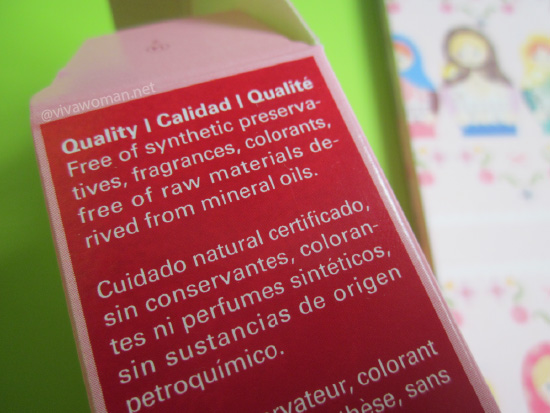 @vivawoman.net
Quality | Calidad | Qualité
Free of synthetic preserva-
tives, fragrances, colorants,
free of raw materials de-
rived from mineral oils.
Cuidado natural certificado,
sin conservantes, coloran-
tes ni perfumes sintéticos,
sin sustancias de origen
petroquímico.
colorant
sans